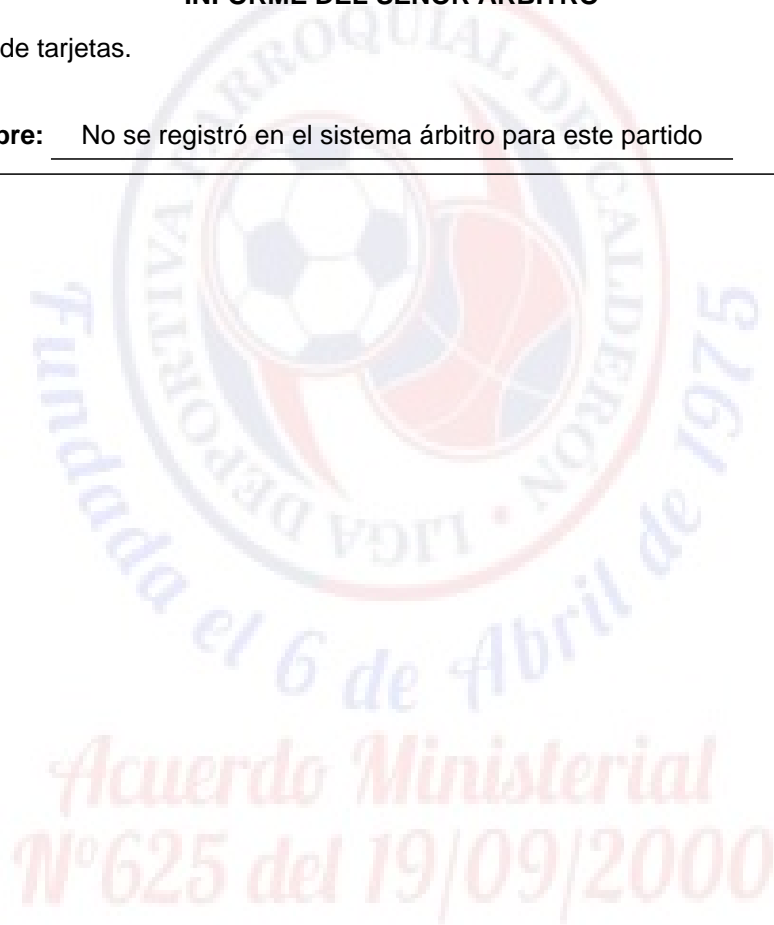 INFORME DEL SEÑOR ÁRBITRO
de tarjetas.
bre: No se registró en el sistema árbitro para este partido
LIGA DEPORTIVA PARROQUIAL DE CALDERÓN
Fundada el 6 de Abril de 1975
Acuerdo Ministerial
N°625 del 19/09/2000